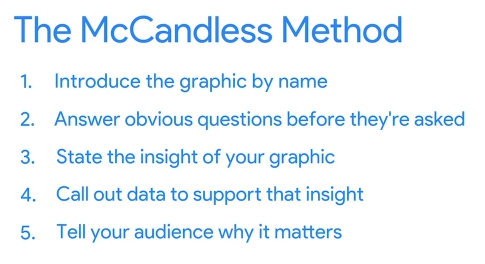 The McCandless Method
1. Introduce the graphic by name
2. Answer obvious questions before they're asked
3. State the insight of your graphic
4. Call out data to support that insight
5. Tell your audience why it matters